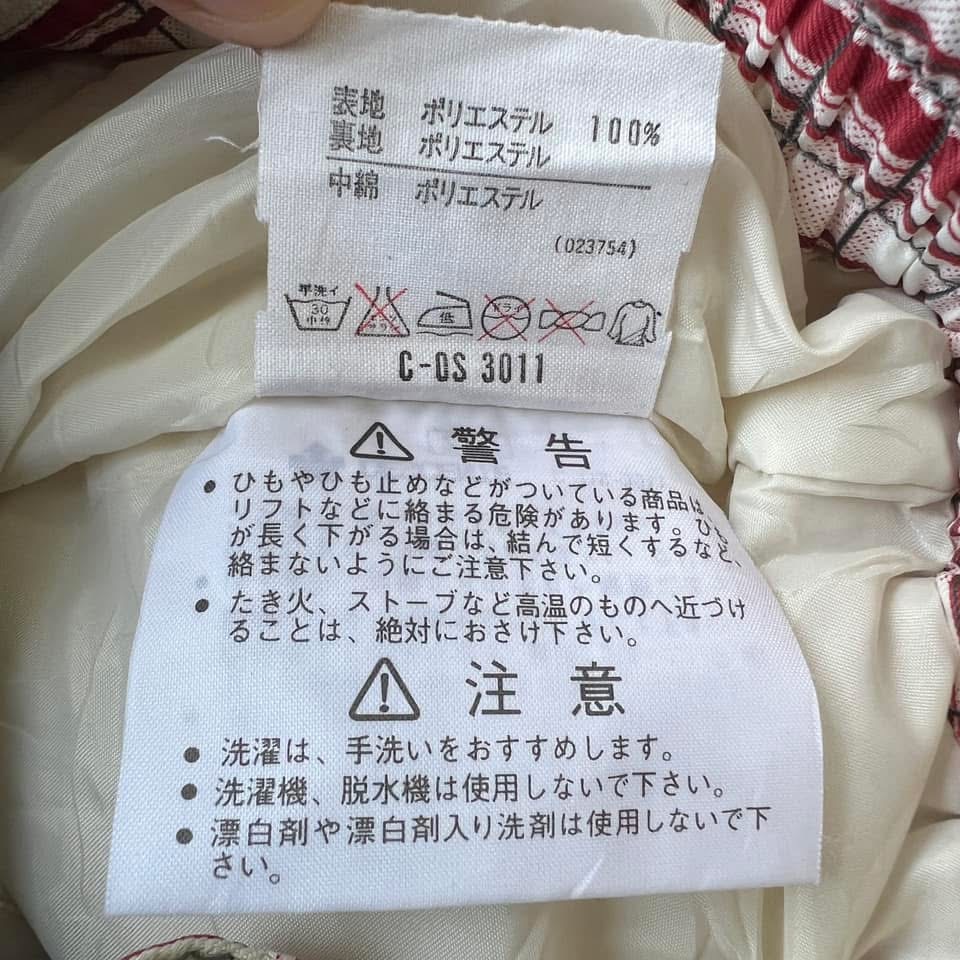 表地 ポリエステル 100%
裏地 ポリエステル
中綿 ポリエステル
(023754)
手洗イ
30
中性
低
ドライ
C-OS 3011
警告
● ひもやひも止めなどがついている商品は、
リフトなどに絡まる危険があります。ひも
が長く下がる場合は、結んで短くするなど、
絡まないようにご注意下さい。
● たき火、ストーブなど高温のものへ近づけ
ることは、絶対におさけ下さい。
注意
● 洗濯は、手洗いをおすすめします。
● 洗濯機、脱水機は使用しないで下さい。
● 漂白剤や漂白剤入り洗剤は使用しないで下
さい。